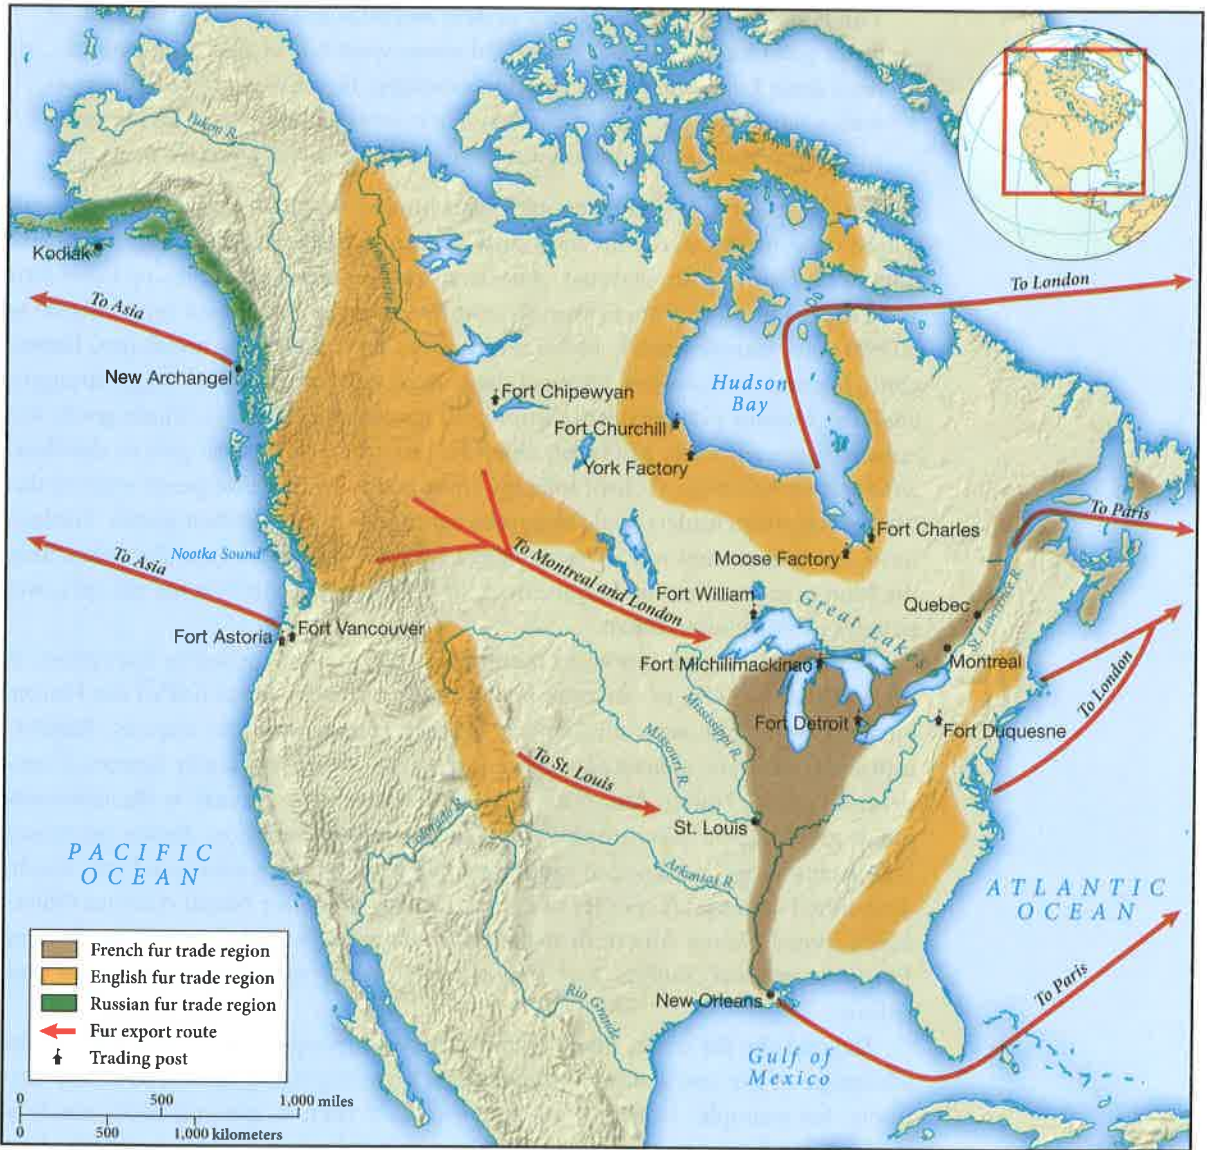 Yukon R.
Mackenzie R.
Kodiak
To Asia
New Archangel
To London
Hudson
Bay
Fort Chipewyan
Fort Churchill
York Factory
Fort Charles
Moose Factory
To Paris
Nootka Sound
To Asia
To Montreal and London
Fort William
Great Lakes
Quebec
St. Lawrence R.
Fort Astoria
Fort Vancouver
Fort Michilimackinac
Montreal
To London
Fort Detroit
Fort Duquesne
Mississippi R.
Missouri R.
To St. Louis
St. Louis
Colorado R.
Arkansas R.
PACIFIC
OCEAN
ATLANTIC
OCEAN
New Orleans
Rio Grande
To Paris
Gulf of
Mexico
French fur trade region
English fur trade region
Russian fur trade region
Fur export route
Trading post
0 500 1,000 miles
0 500 1,000 kilometers